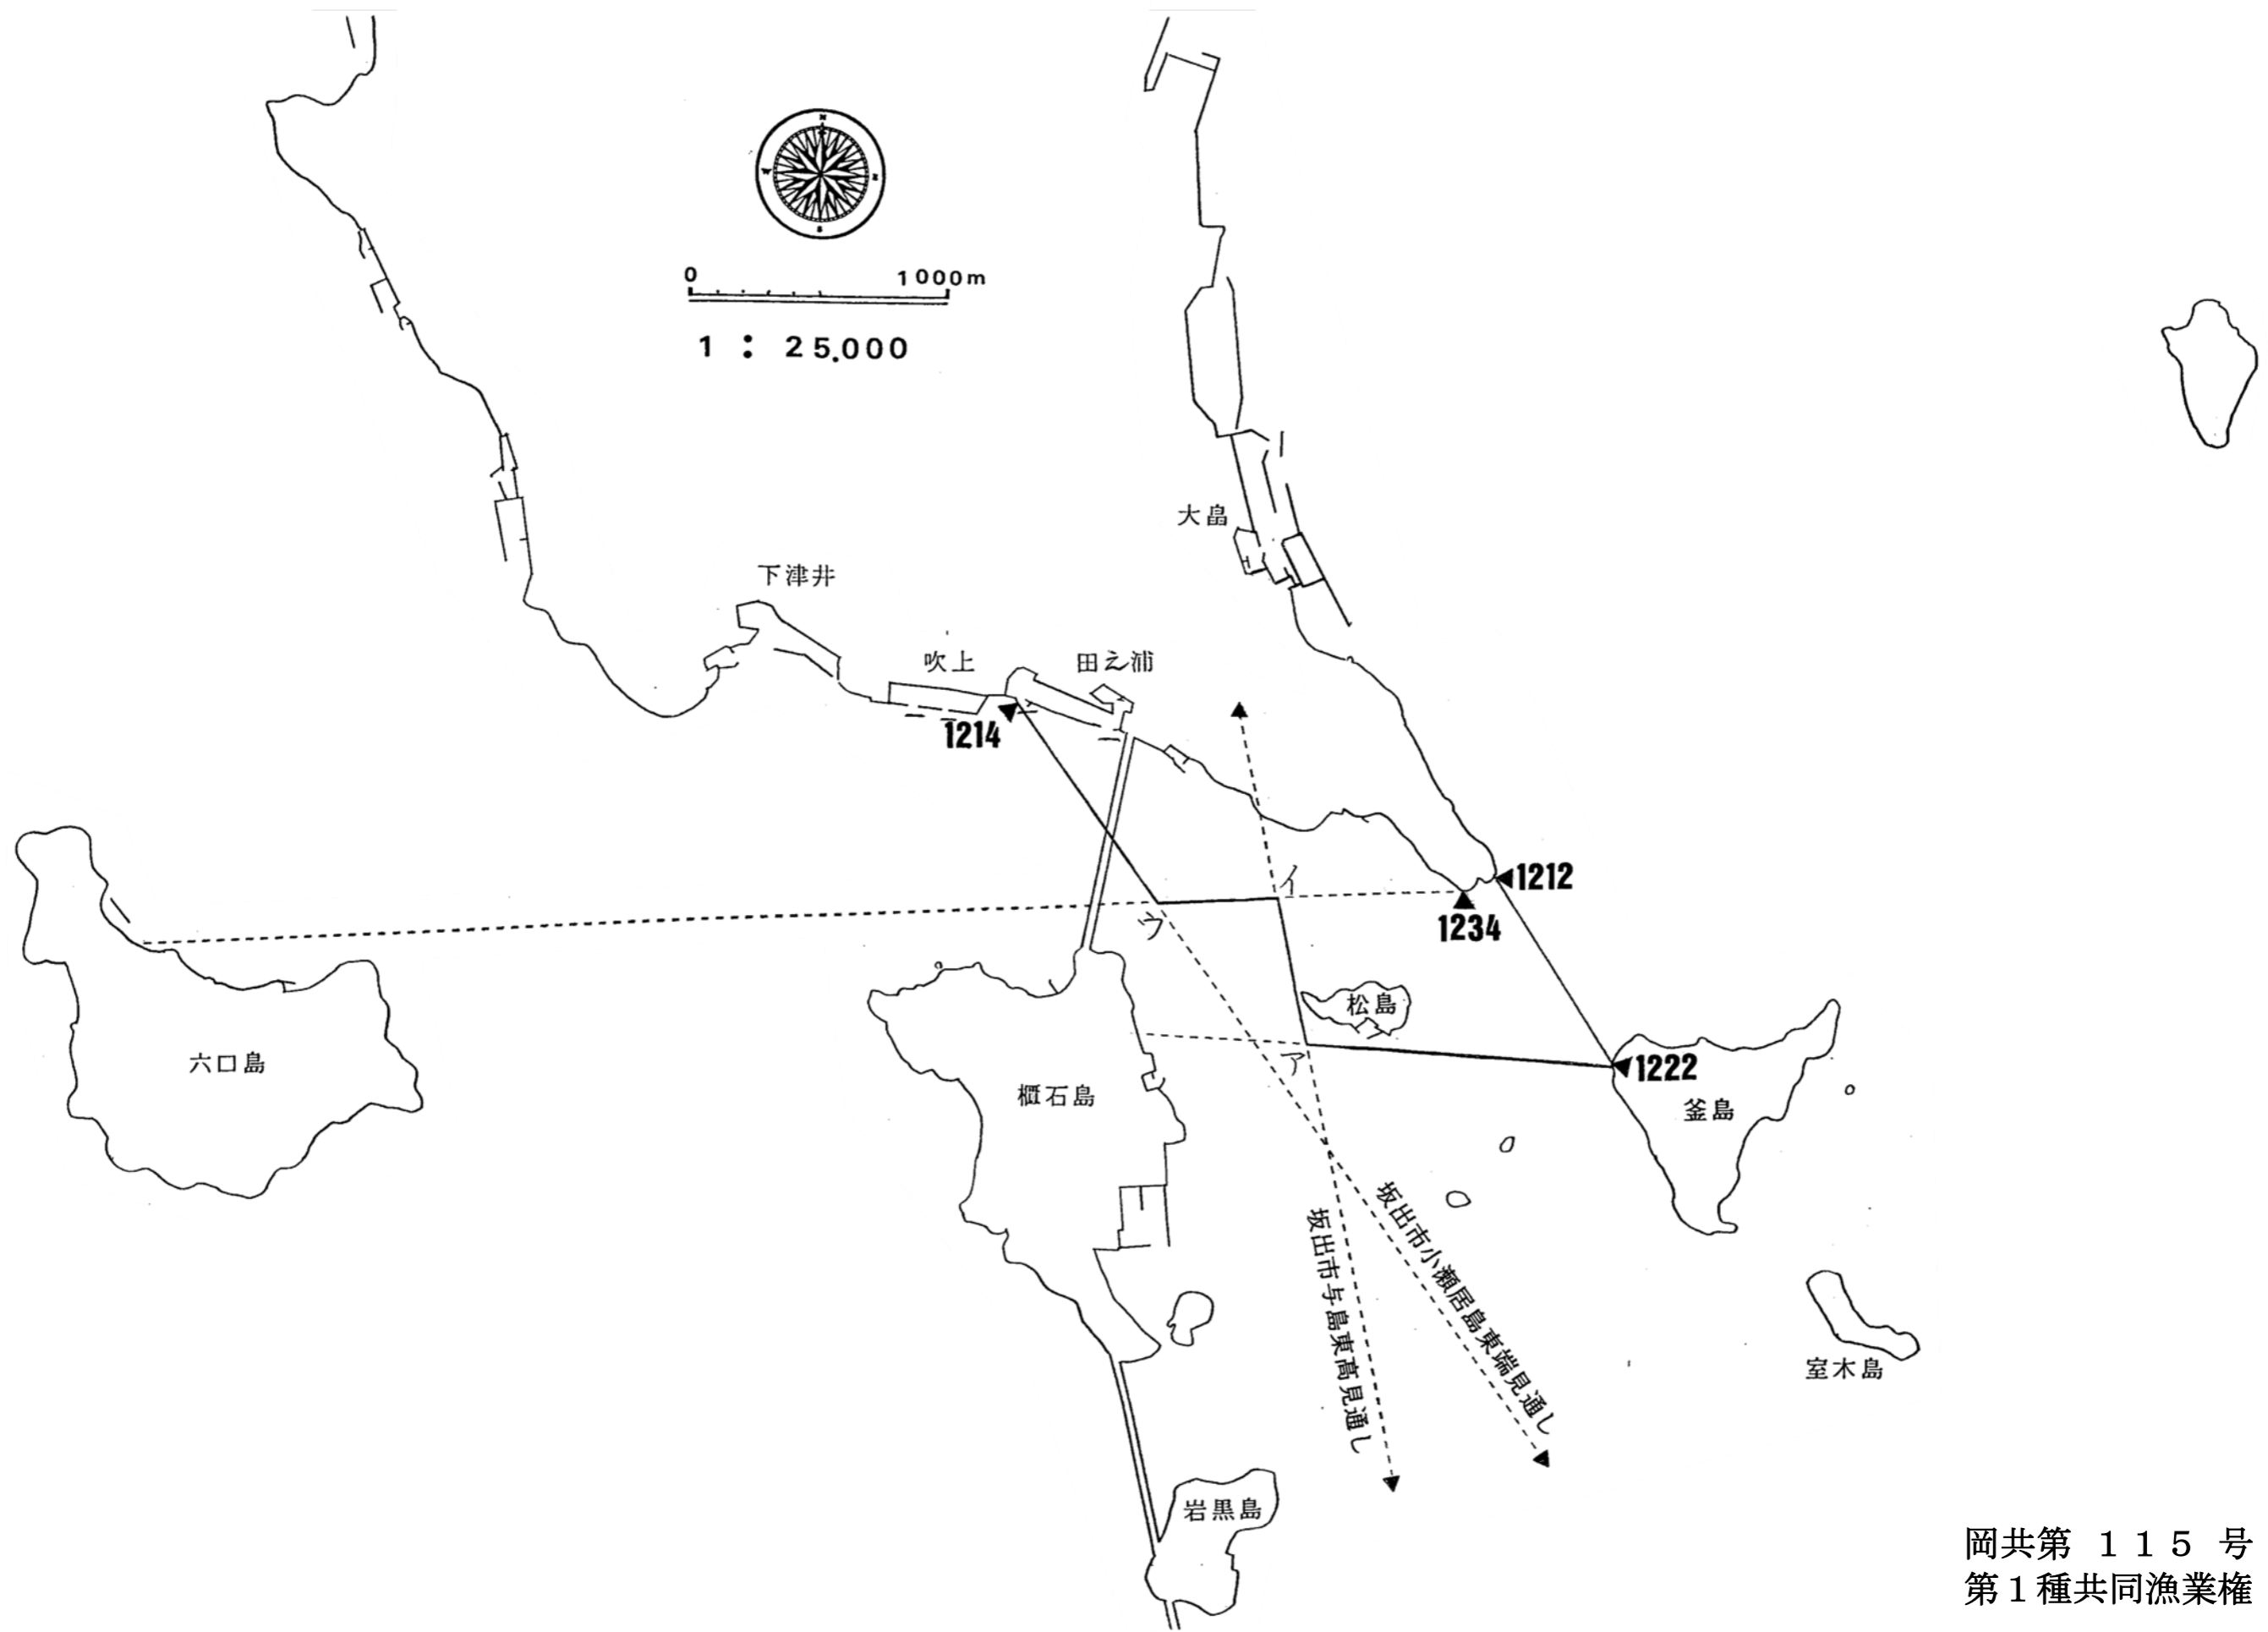 N
W
S
0 1000m
1 : 25.000
大畠
下津井
吹上
田之浦
1214
1212
1234
イ
ウ
松島
ア
1222
六口島
櫃石島
釜島
坂出市小瀬居島東端見通し
坂出市与島東高見通し
室木島
岩黒島
岡共第 １１５ 号
第１種共同漁業権